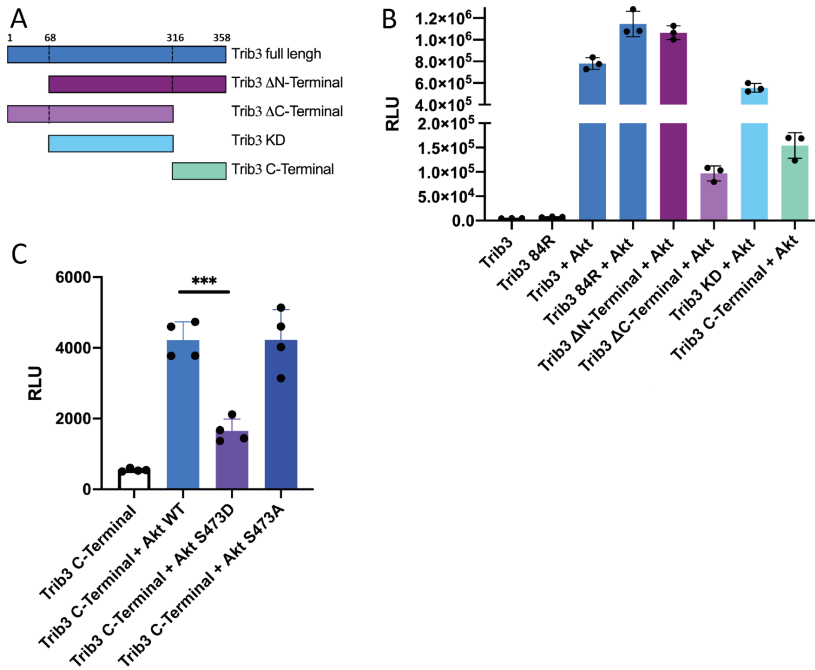 A
1 68 316 358
Trib3 full lengh
Trib3 ΔN-Terminal
Trib3 ΔC-Terminal
Trib3 KD
Trib3 C-Terminal
B
RLU
1.2×10⁶
1.0×10⁶
8.0×10⁵
6.0×10⁵
4.0×10⁵
2.0×10⁵
1.5×10⁵
1.0×10⁵
5.0×10⁴
0.0
Trib3
Trib3 84R
Trib3 + Akt
Trib3 84R + Akt
Trib3 ΔN-Terminal + Akt
Trib3 ΔC-Terminal + Akt
Trib3 KD + Akt
Trib3 C-Terminal + Akt
C
RLU
6000
4000
2000
0
***
Trib3 C-Terminal
Trib3 C-Terminal + Akt WT
Trib3 C-Terminal + Akt S473D
Trib3 C-Terminal + Akt S473A